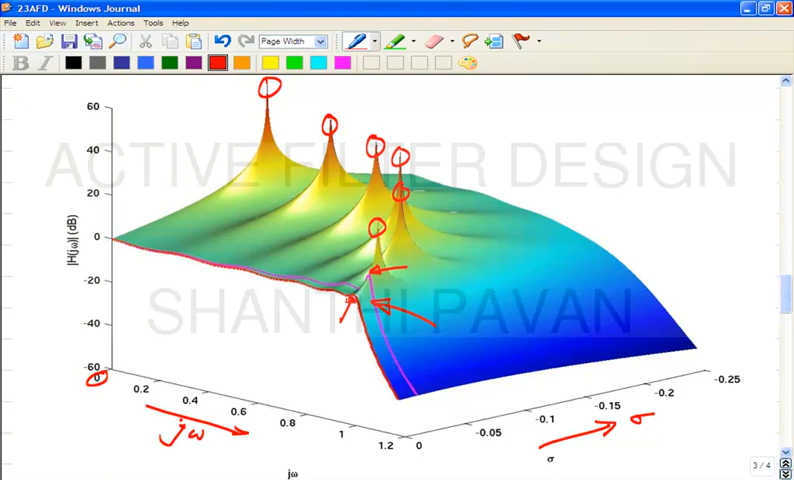 23AFD - Windows Journal
File Edit View Insert Actions Tools Help
Page Width
B I
ACTIVE FILTER DESIGN
SHANTHI PAVAN
|H(jω)| (dB)
60
40
20
0
-20
-40
-60
0 0.2 0.4 0.6 0.8 1 1.2
jω
jω
0 -0.05 -0.1 -0.15 -0.2 -0.25
σ
σ
3 / 4